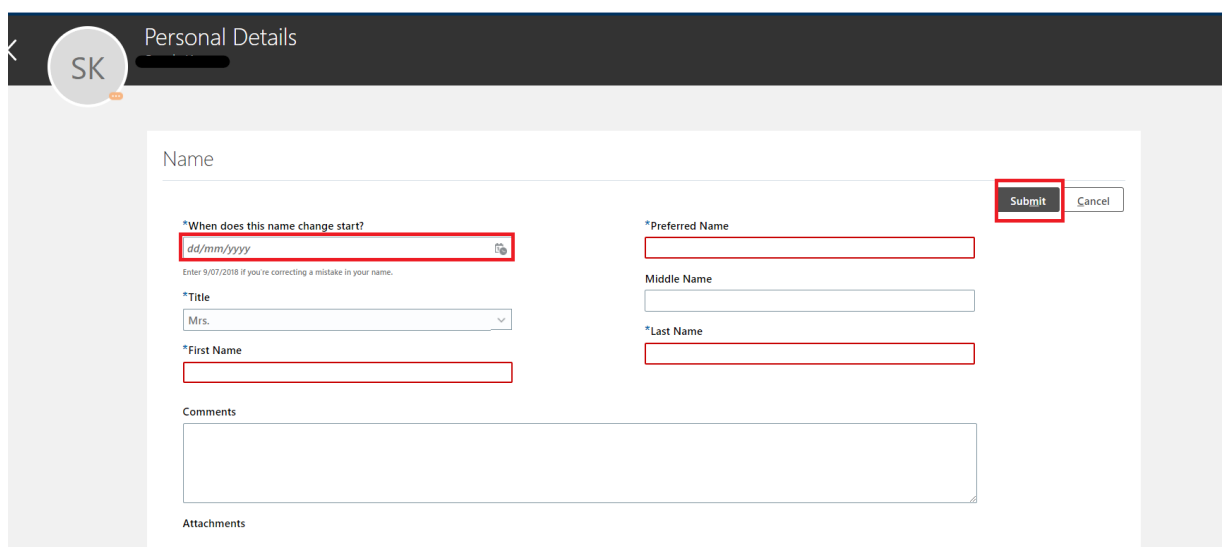 Personal Details
SK
Name
Submit
Cancel
*When does this name change start?
dd/mm/yyyy
Enter 9/07/2018 if you're correcting a mistake in your name.
*Title
Mrs.
*First Name
*Preferred Name
Middle Name
*Last Name
Comments
Attachments